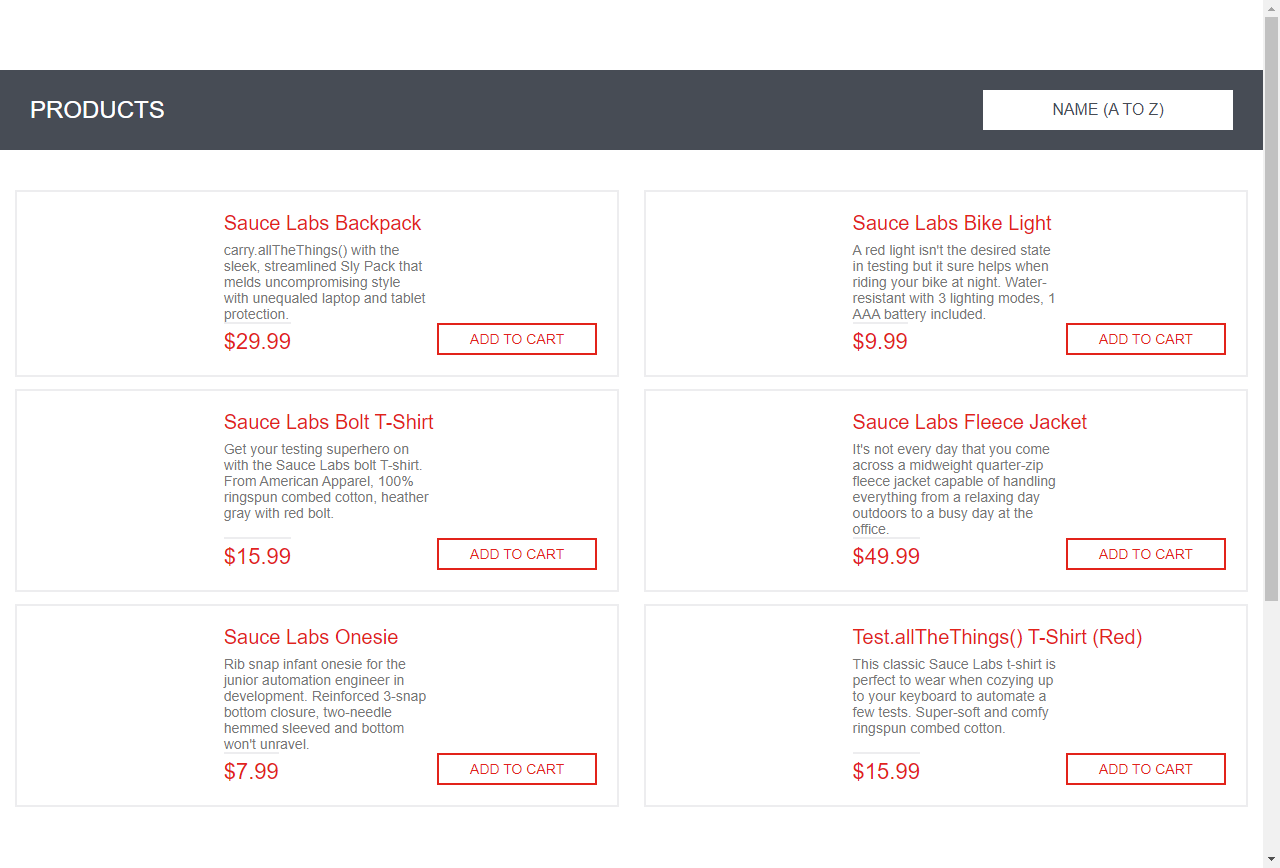 PRODUCTS
NAME (A TO Z)
Sauce Labs Backpack
carry.allTheThings() with the
sleek, streamlined Sly Pack that
melds uncompromising style
with unequaled laptop and tablet
protection.
$29.99
ADD TO CART
Sauce Labs Bike Light
A red light isn't the desired state
in testing but it sure helps when
riding your bike at night. Water-
resistant with 3 lighting modes, 1
AAA battery included.
$9.99
ADD TO CART
Sauce Labs Bolt T-Shirt
Get your testing superhero on
with the Sauce Labs bolt T-shirt.
From American Apparel, 100%
ringspun combed cotton, heather
gray with red bolt.
$15.99
ADD TO CART
Sauce Labs Fleece Jacket
It's not every day that you come
across a midweight quarter-zip
fleece jacket capable of handling
everything from a relaxing day
outdoors to a busy day at the
office.
$49.99
ADD TO CART
Sauce Labs Onesie
Rib snap infant onesie for the
junior automation engineer in
development. Reinforced 3-snap
bottom closure, two-needle
hemmed sleeved and bottom
won't unravel.
$7.99
ADD TO CART
Test.allTheThings() T-Shirt (Red)
This classic Sauce Labs t-shirt is
perfect to wear when cozying up
to your keyboard to automate a
few tests. Super-soft and comfy
ringspun combed cotton.
$15.99
ADD TO CART